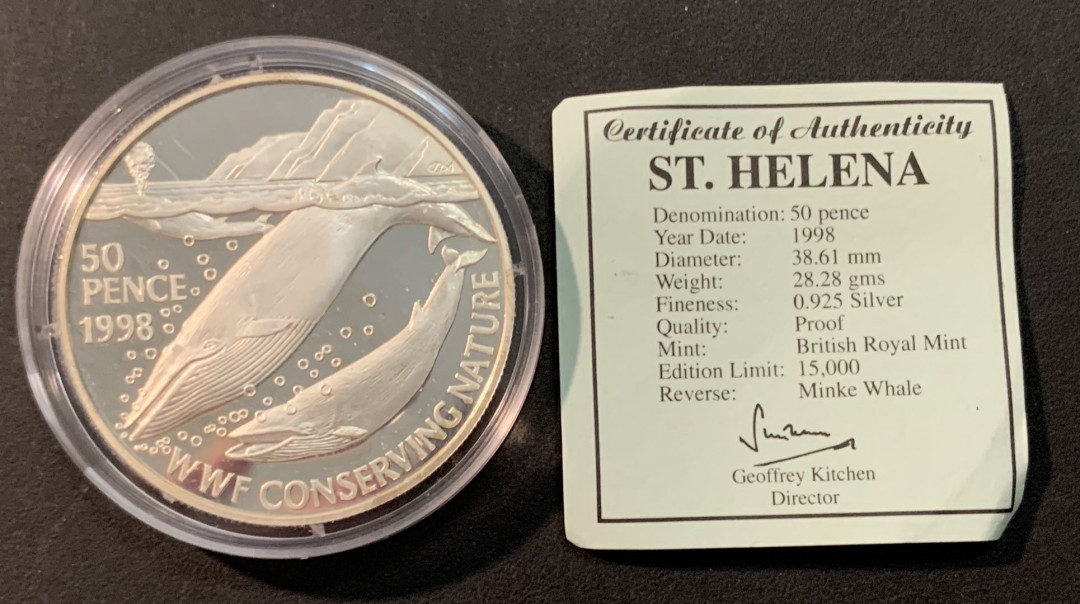 50
PENCE
1998
WWF CONSERVING NATURE
Certificate of Authenticity
ST. HELENA
Denomination: 50 pence
Year Date: 1998
Diameter: 38.61 mm
Weight: 28.28 gms
Fineness: 0.925 Silver
Quality: Proof
Mint: British Royal Mint
Edition Limit: 15,000
Reverse: Minke Whale
Geoffrey Kitchen
Director